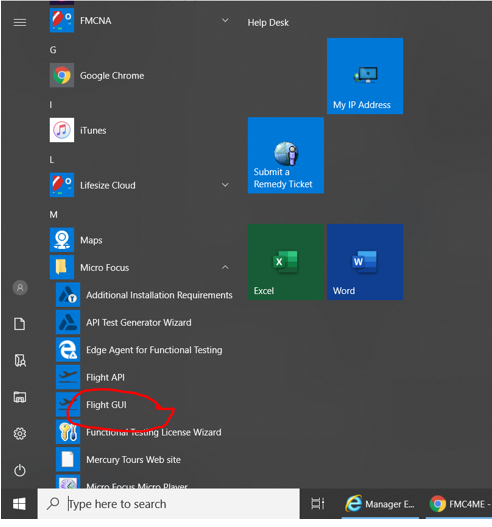 FMCNA
G
Google Chrome
I
iTunes
L
Lifesize Cloud
M
Maps
Micro Focus
Additional Installation Requirements
API Test Generator Wizard
Edge Agent for Functional Testing
Flight API
Flight GUI
Functional Testing License Wizard
Mercury Tours Web site
Micro Focus Micro Player
Help Desk
My IP Address
Submit a
Remedy Ticket
Excel
Word
Type here to search
Manager E...
FMC4ME -